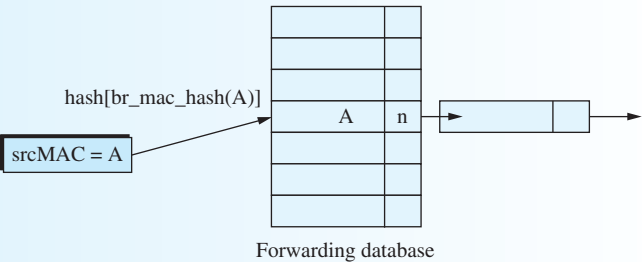 hash[br_mac_hash(A)]
A n
srcMAC = A
Forwarding database